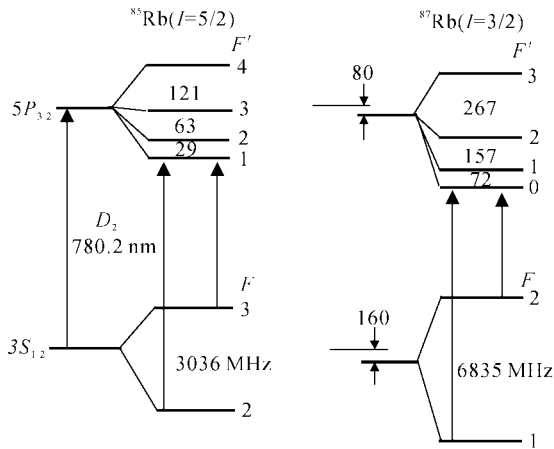 ⁸⁵Rb(I=5/2)
F′
4
5P₃ ₂
121
3
63
2
29
1
D₂
780.2 nm
F
3
3S₁ ₂
3036 MHz
2
⁸⁷Rb(I=3/2)
F′
80
3
267
2
157
1
72
0
F
2
160
6835 MHz
1